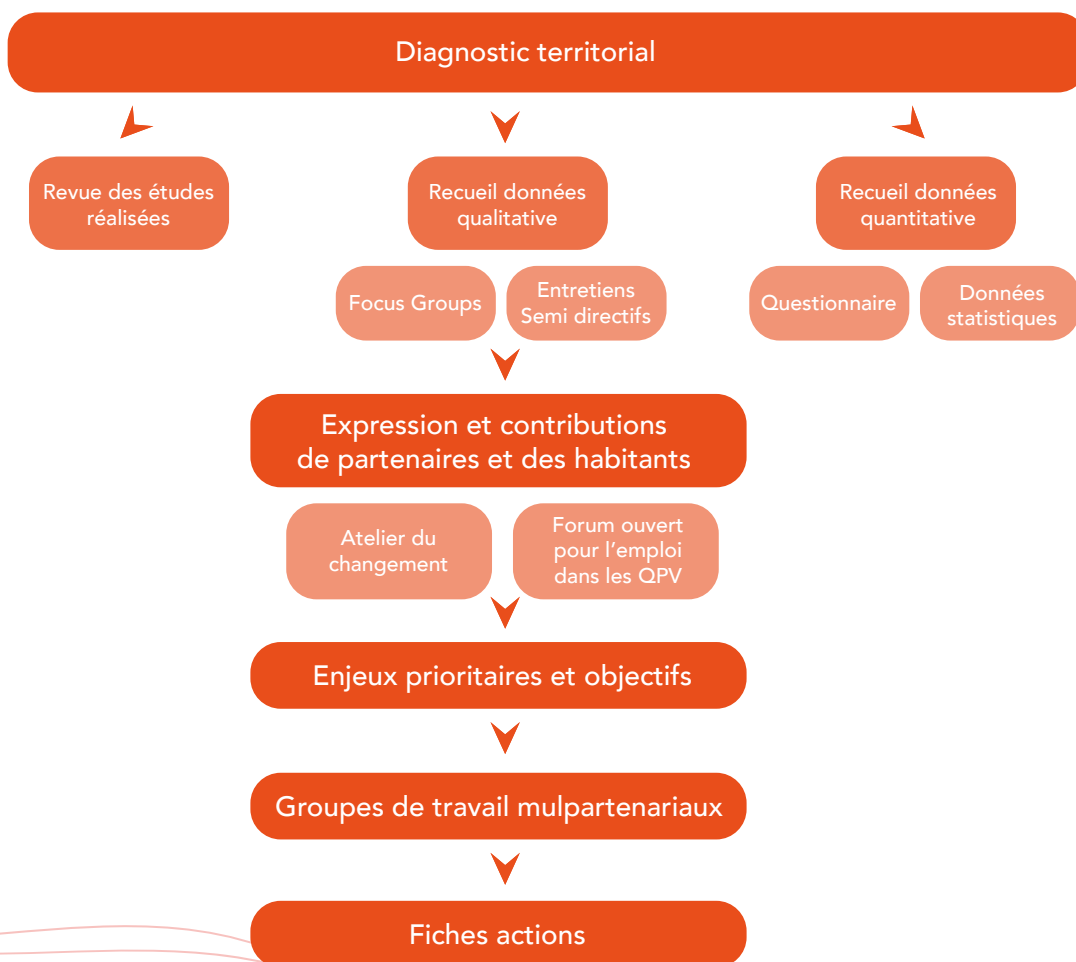 Diagnostic territorial
Revue des études
réalisées
Recueil données
qualitative
Recueil données
quantitative
Focus Groups
Entretiens
Semi directifs
Questionnaire
Données
statistiques
Expression et contributions
de partenaires et des habitants
Atelier du
changement
Forum ouvert
pour l'emploi
dans les QPV
Enjeux prioritaires et objectifs
Groupes de travail mulpartenariaux
Fiches actions